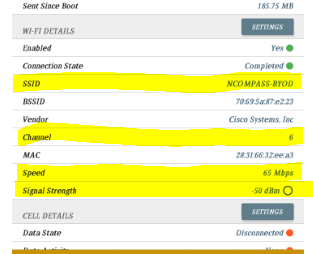 Sent Since Boot 185.75 MB
WI-FI DETAILS SETTINGS
Enabled Yes
Connection State Completed
SSID NCOMPASS-BYOD
BSSID 70:69:5a:87:e2:23
Vendor Cisco Systems, Inc
Channel 6
MAC 28:31:66:32:ee:a3
Speed 65 Mbps
Signal Strength -50 dBm
CELL DETAILS SETTINGS
Data State Disconnected